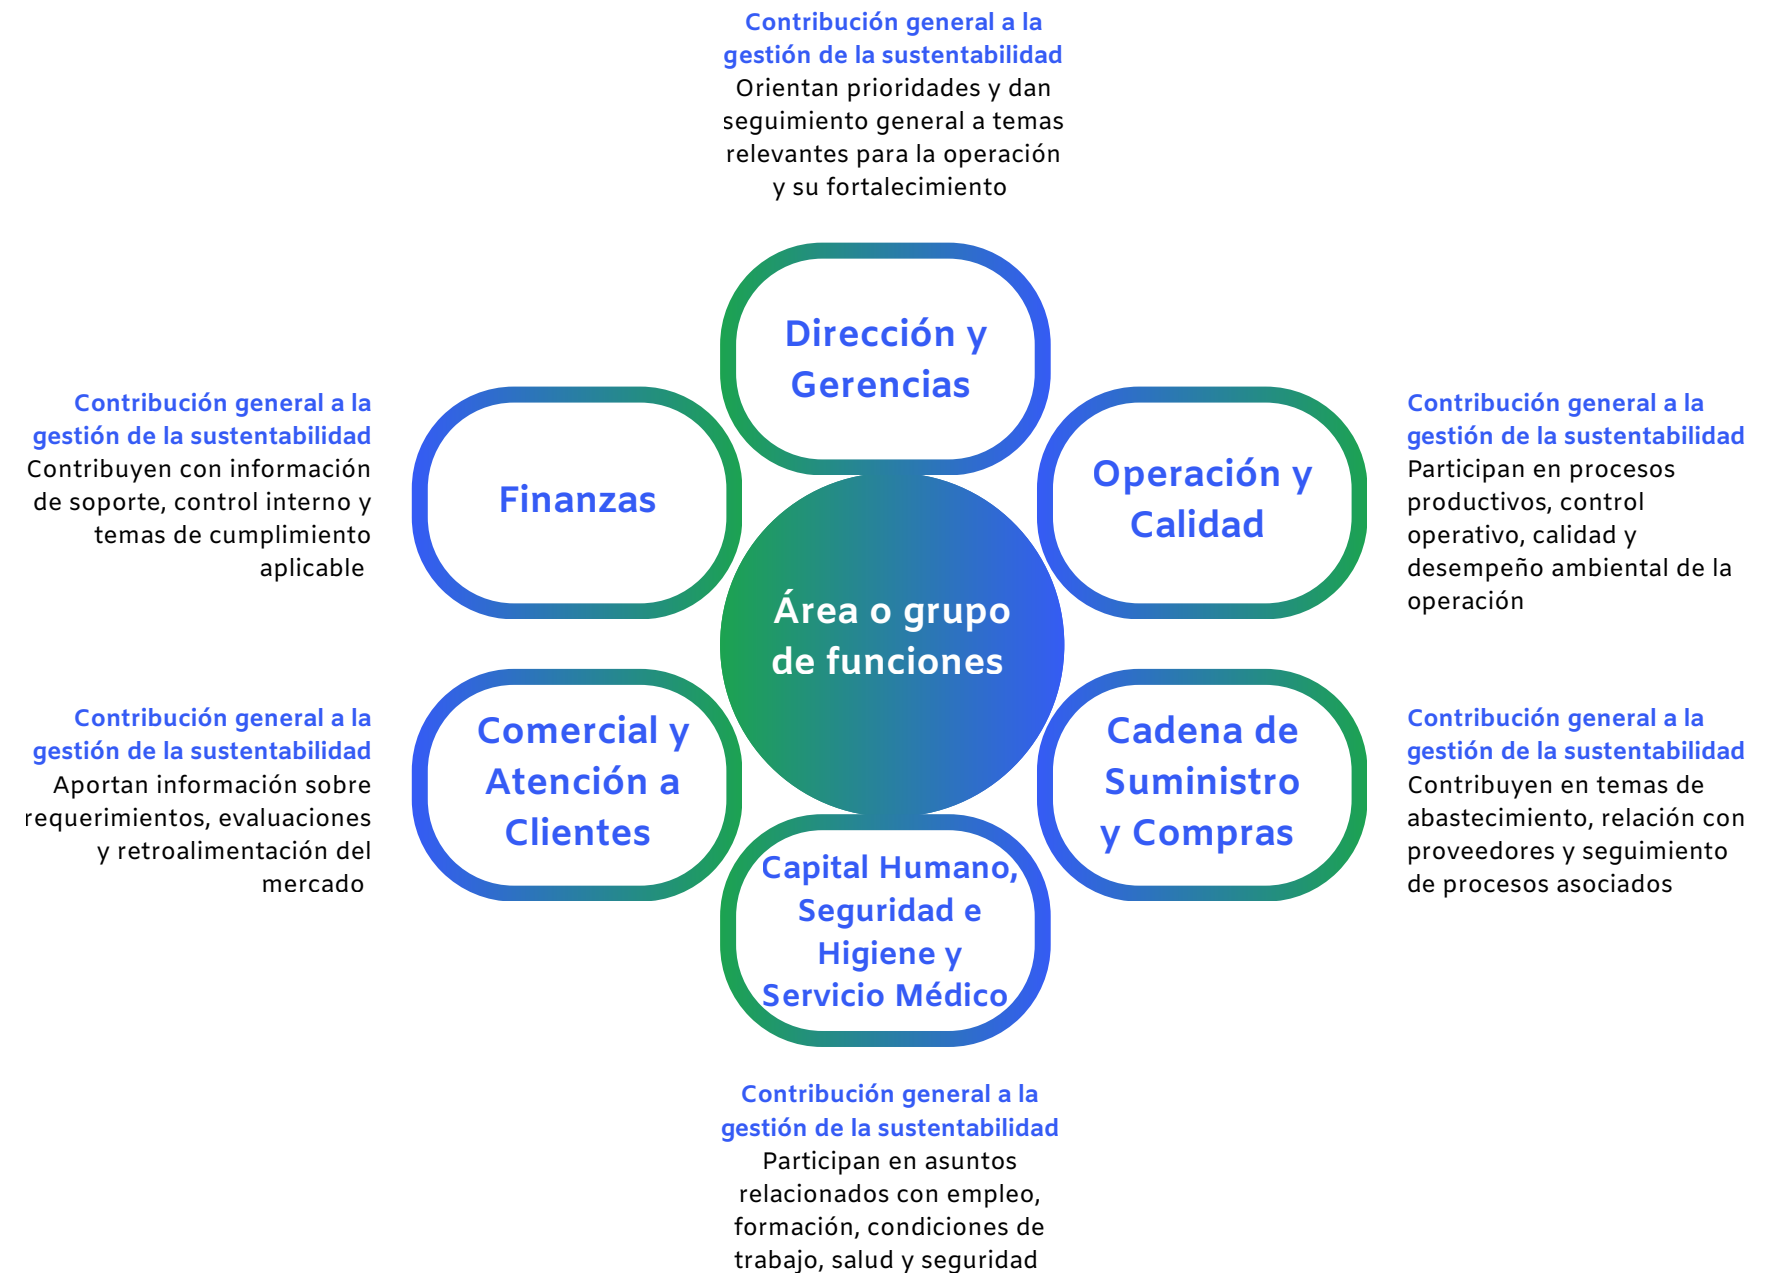 Contribución general a la
gestión de la sustentabilidad
Orientan prioridades y dan
seguimiento general a temas
relevantes para la operación
y su fortalecimiento
Dirección y
Gerencias
Contribución general a la
gestión de la sustentabilidad
Contribuyen con información
de soporte, control interno y
temas de cumplimiento
aplicable
Finanzas
Operación y
Calidad
Contribución general a la
gestión de la sustentabilidad
Participan en procesos
productivos, control
operativo, calidad y
desempeño ambiental de la
operación
Área o grupo
de funciones
Contribución general a la
gestión de la sustentabilidad
Aportan información sobre
requerimientos, evaluaciones
y retroalimentación del
mercado
Comercial y
Atención a
Clientes
Cadena de
Suministro
y Compras
Contribución general a la
gestión de la sustentabilidad
Contribuyen en temas de
abastecimiento, relación con
proveedores y seguimiento
de procesos asociados
Capital Humano,
Seguridad e
Higiene y
Servicio Médico
Contribución general a la
gestión de la sustentabilidad
Participan en asuntos
relacionados con empleo,
formación, condiciones de
trabajo, salud y seguridad